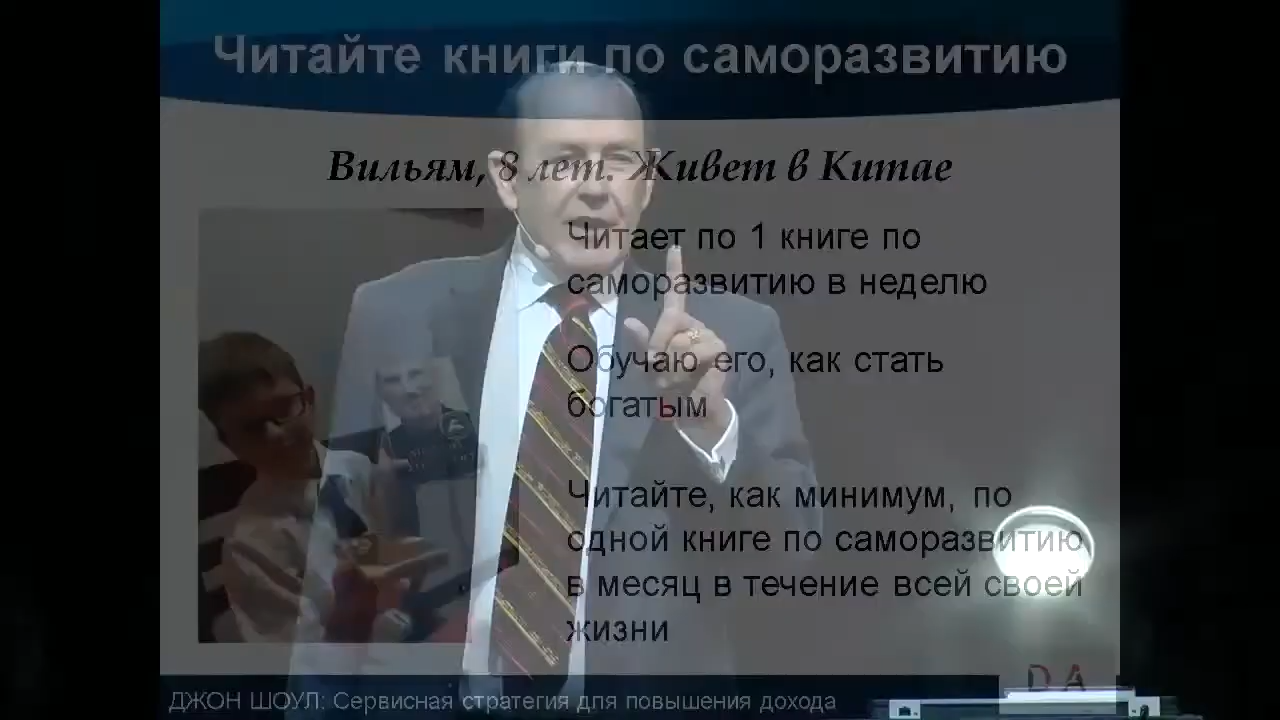 Читайте книги по саморазвитию
Вильям, 8 лет. Живет в Китае
Читает по 1 книге по
саморазвитию в неделю
Обучаю его, как стать
богатым
Читайте, как минимум, по
одной книге по саморазвитию
в месяц в течение всей своей
жизни
D A
ДЖОН ШОУЛ: Сервисная стратегия для повышения дохода